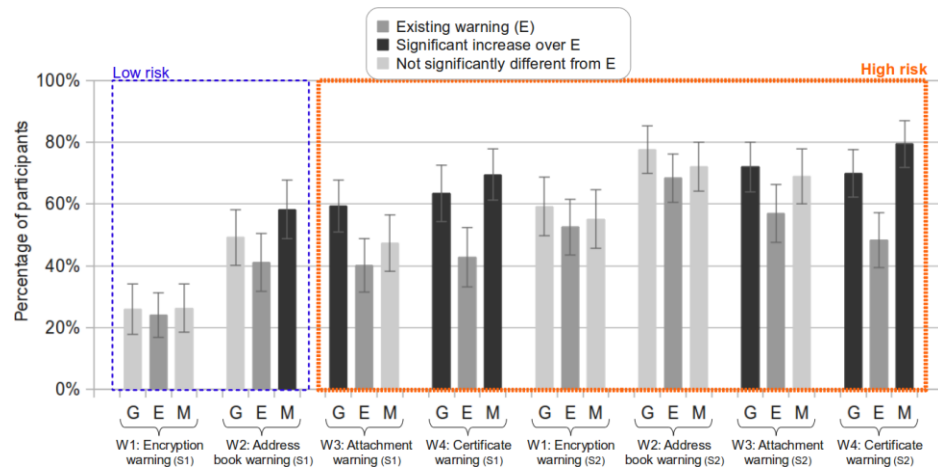 Existing warning (E)
Significant increase over E
Not significantly different from E
Low risk
High risk
Percentage of participants
100%
80%
60%
40%
20%
0%
G E M G E M G E M G E M G E M G E M G E M G E M
W1: Encryption warning (S1)
W2: Address book warning (S1)
W3: Attachment warning (S1)
W4: Certificate warning (S1)
W1: Encryption warning (S2)
W2: Address book warning (S2)
W3: Attachment warning (S2)
W4: Certificate warning (S2)